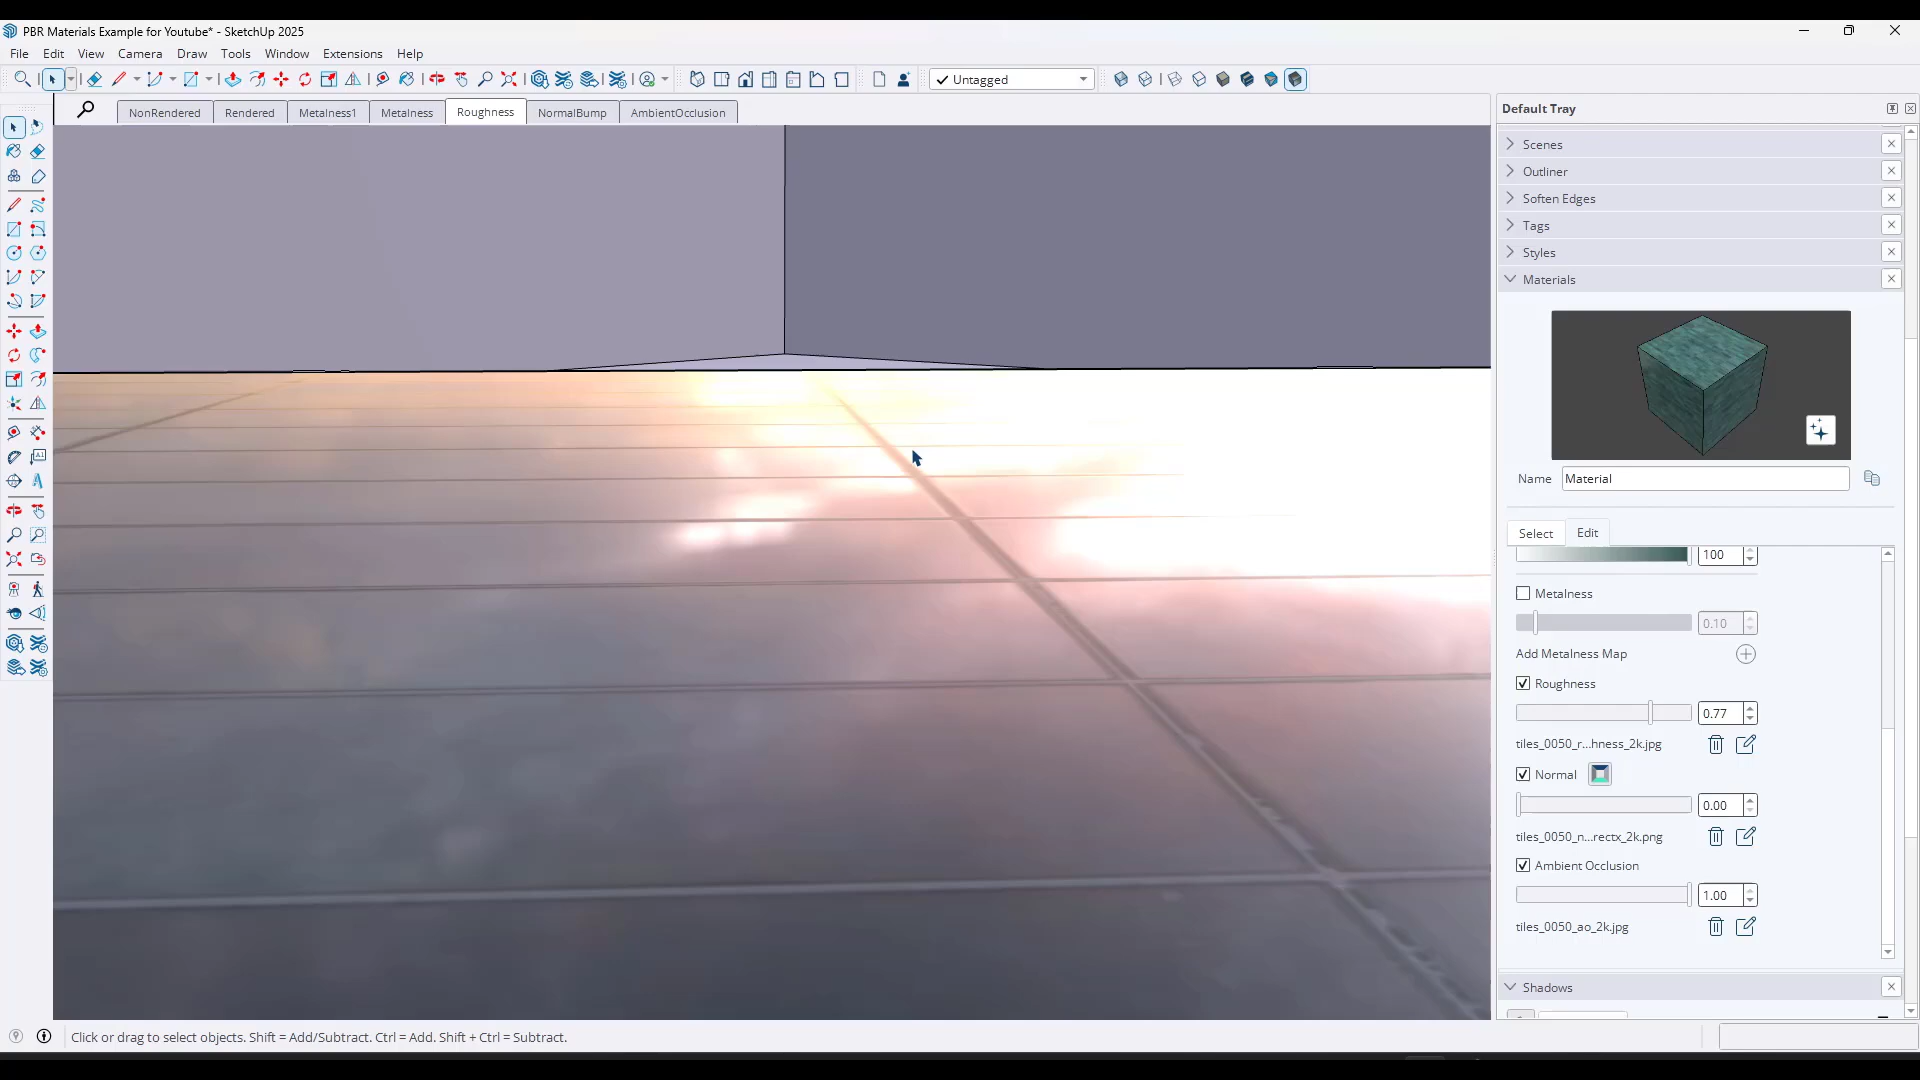 PBR Materials Example for Youtube* - SketchUp 2025
File Edit View Camera Draw Tools Window Extensions Help
Untagged
NonRendered Rendered Metalness1 Metalness Roughness NormalBump AmbientOcclusion
Default Tray
Scenes
Outliner
Soften Edges
Tags
Styles
Materials
Name Material
Select Edit
100
Metalness
0.10
Add Metalness Map
Roughness
0.77
tiles_0050_r...hness_2k.jpg
Normal
0.00
tiles_0050_n...rectx_2k.png
Ambient Occlusion
1.00
tiles_0050_ao_2k.jpg
Shadows
Click or drag to select objects. Shift = Add/Subtract. Ctrl = Add. Shift + Ctrl = Subtract.